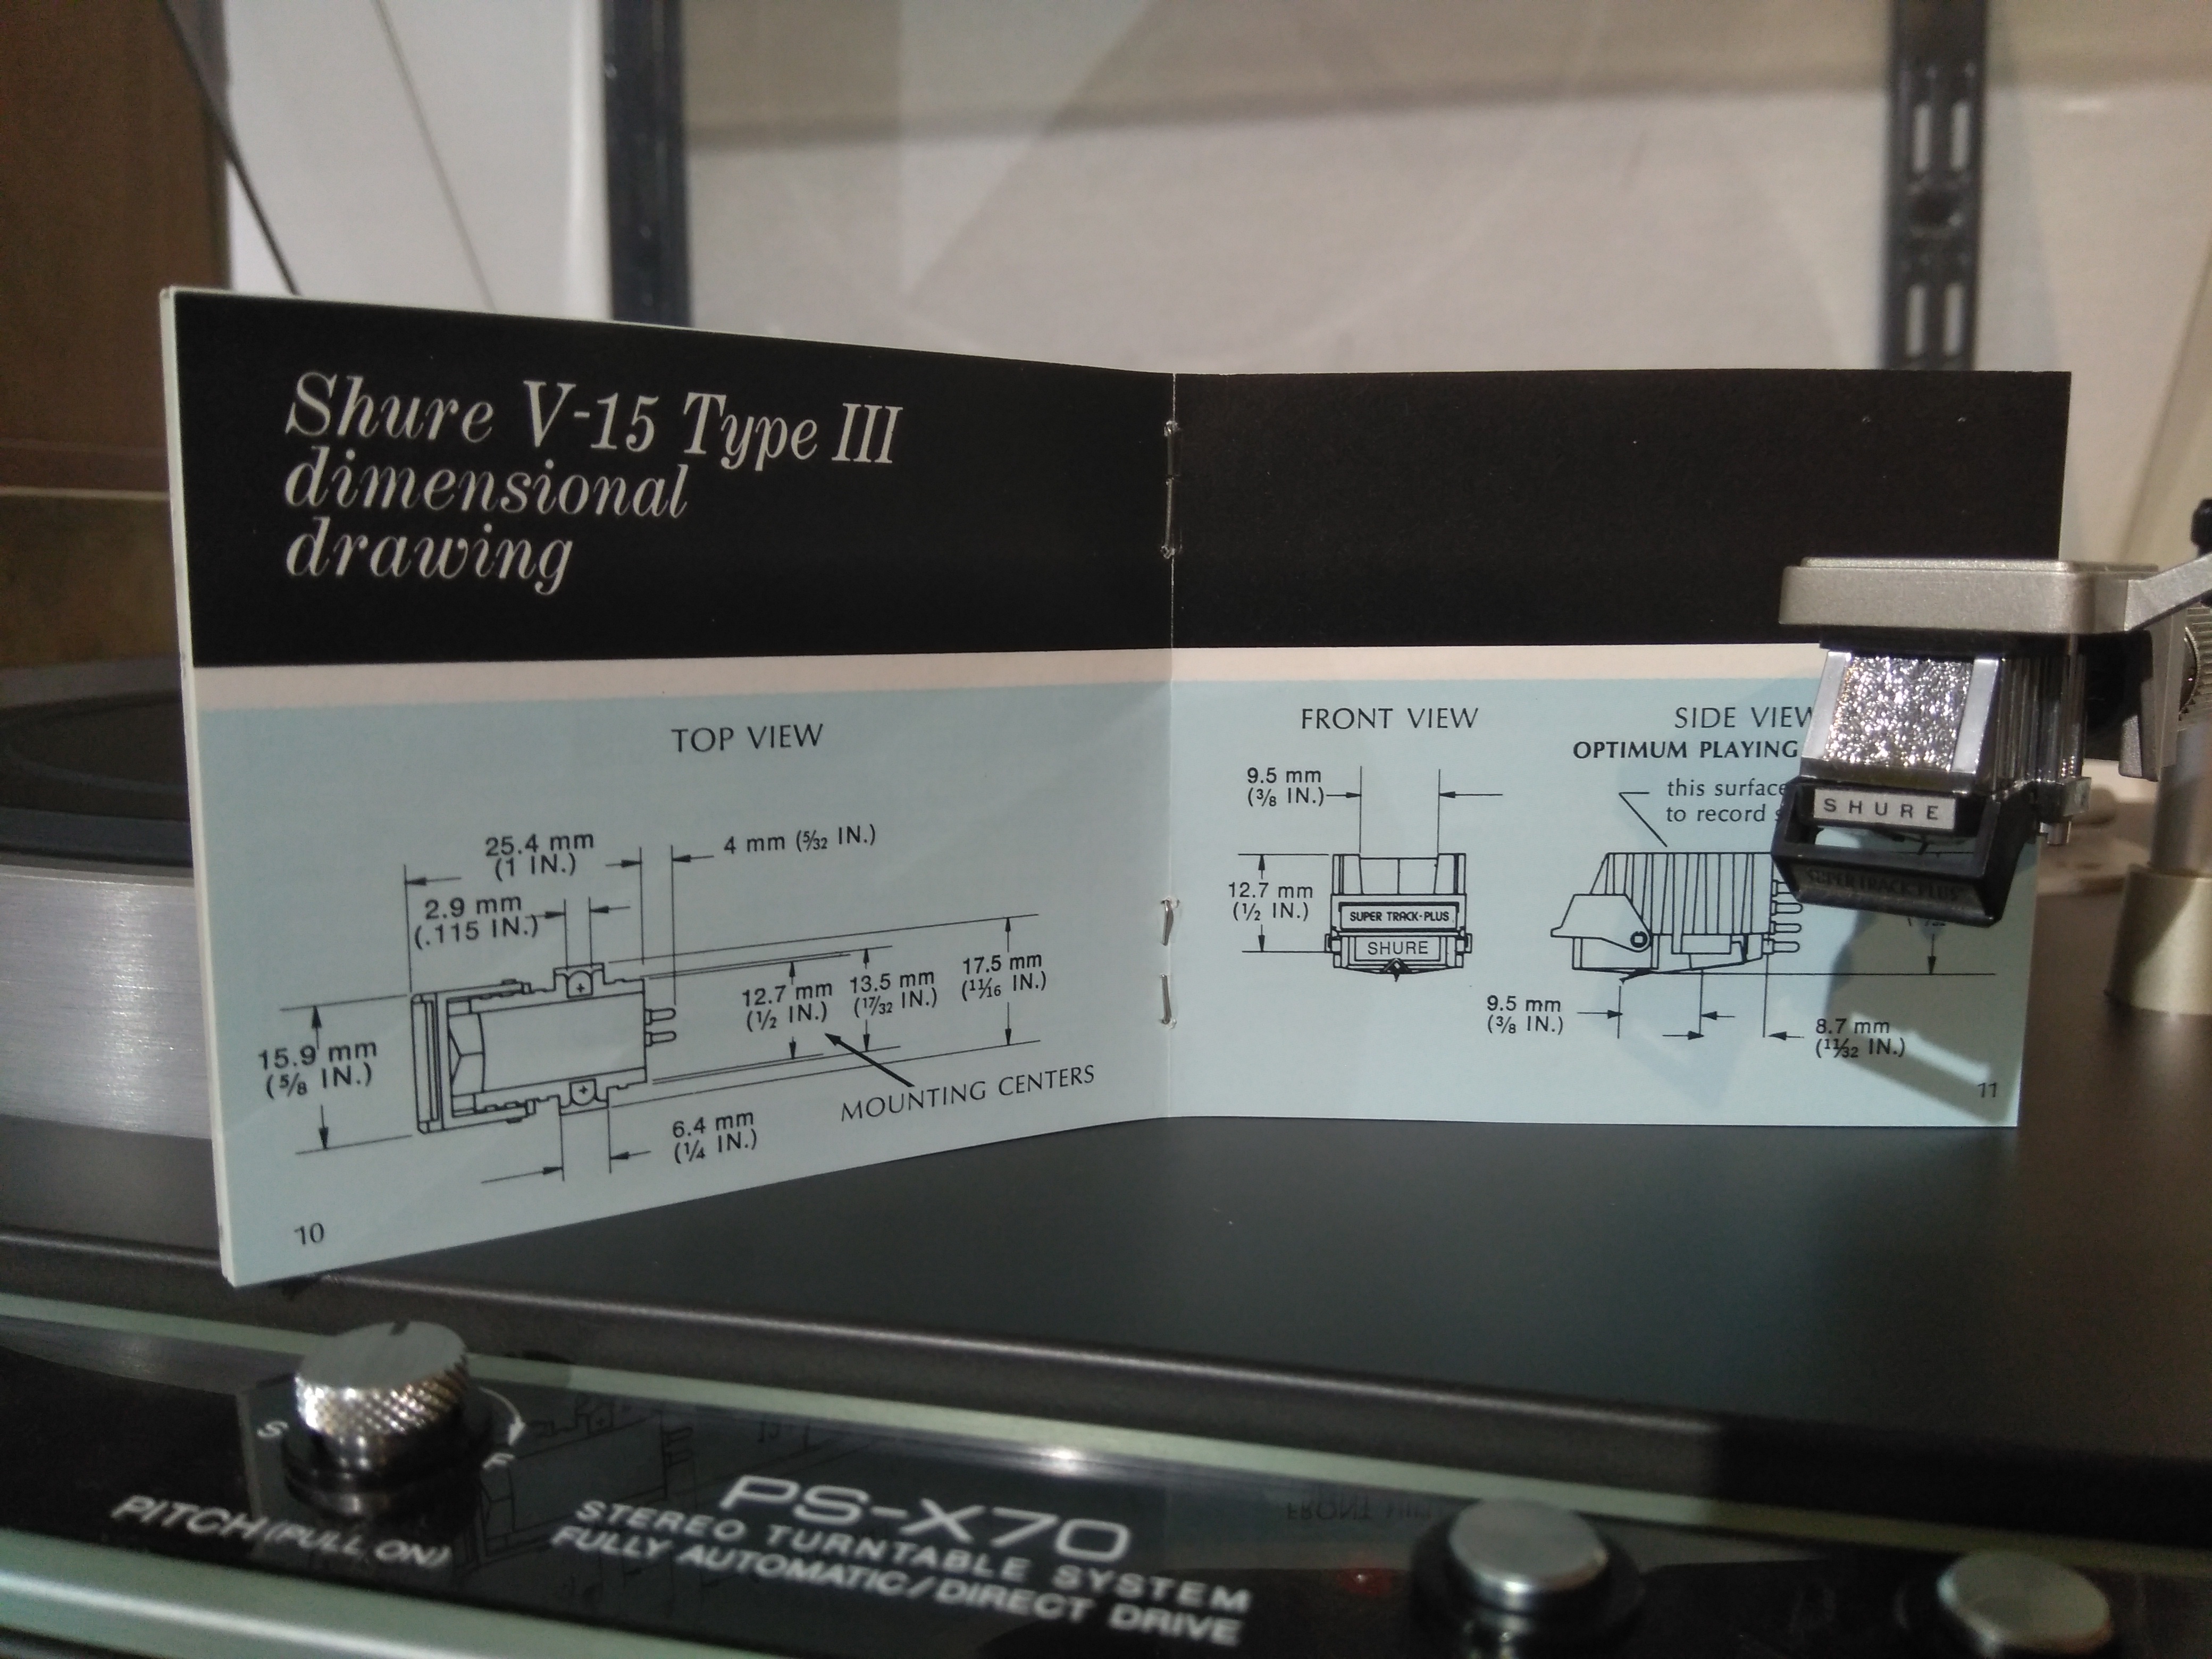 Shure V-15 Type III
dimensional
drawing
TOP VIEW
25.4 mm
(1 IN.)
4 mm (5/32 IN.)
2.9 mm
(.115 IN.)
15.9 mm
(5/8 IN.)
12.7 mm
(1/2 IN.)
13.5 mm
(17/32 IN.)
17.5 mm
(11/16 IN.)
MOUNTING CENTERS
6.4 mm
(1/4 IN.)
10
FRONT VIEW
9.5 mm
(3/8 IN.)
12.7 mm
(1/2 IN.)
SUPER TRACK-PLUS
SHURE
SIDE VIEW
OPTIMUM PLAYING
this surface
to record
9.5 mm
(3/8 IN.)
8.7 mm
(11/32 IN.)
11
SHURE
SUPER TRACK PLUS
S
F
PITCH (PULL ON)
PS-X70
STEREO TURNTABLE SYSTEM
FULLY AUTOMATIC/DIRECT DRIVE